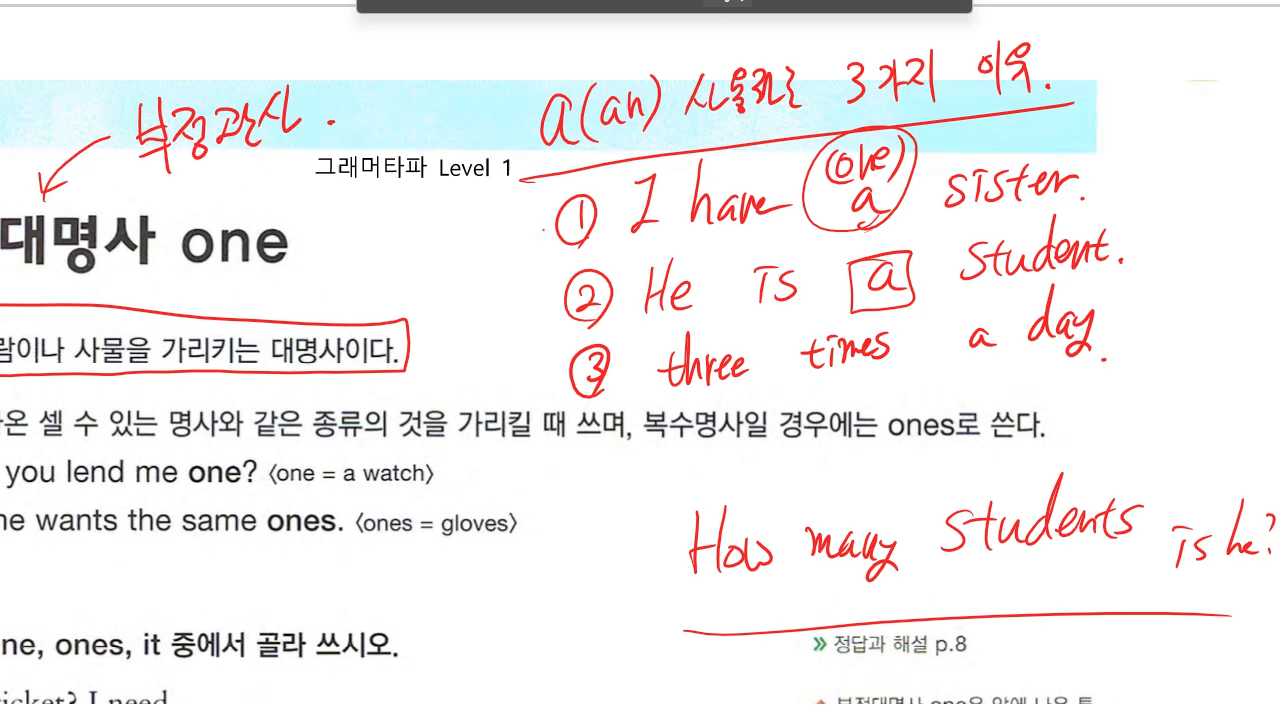 a(an) 사용하는 3가지 이유.
부정관사.
그래머타파 Level 1
① I have (one) a sister.
대명사 one
② He is a student.
③ three times a day.
람이나 사물을 가리키는 대명사이다.
온 셀 수 있는 명사와 같은 종류의 것을 가리킬 때 쓰며, 복수명사일 경우에는 ones로 쓴다.
you lend me one? 〈one = a watch〉
he wants the same ones. 〈ones = gloves〉
How many students is he?
ne, ones, it 중에서 골라 쓰시오.
» 정답과 해설 p.8
icket? I need